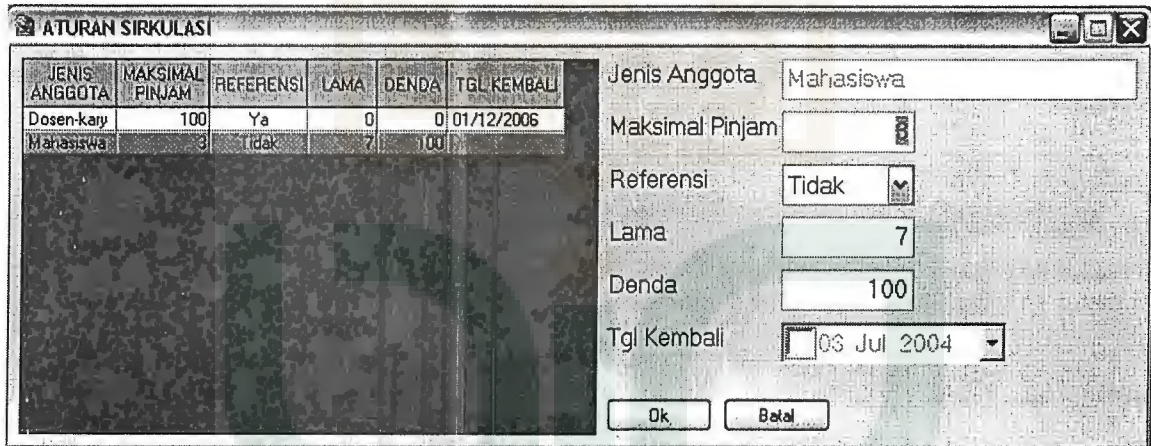 ATURAN SIRKULASI
JENIS ANGGOTA MAKSIMAL PINJAM REFERENSI LAMA DENDA TGL KEMBALI
Dosen-kary 100 Ya 0 0 01/12/2006
Mahasiswa 3 Tidak 7 100
Jenis Anggota Mahasiswa
Maksimal Pinjam
Referensi Tidak
Lama 7
Denda 100
Tgl Kembali 03 Jul 2004
Ok Batal